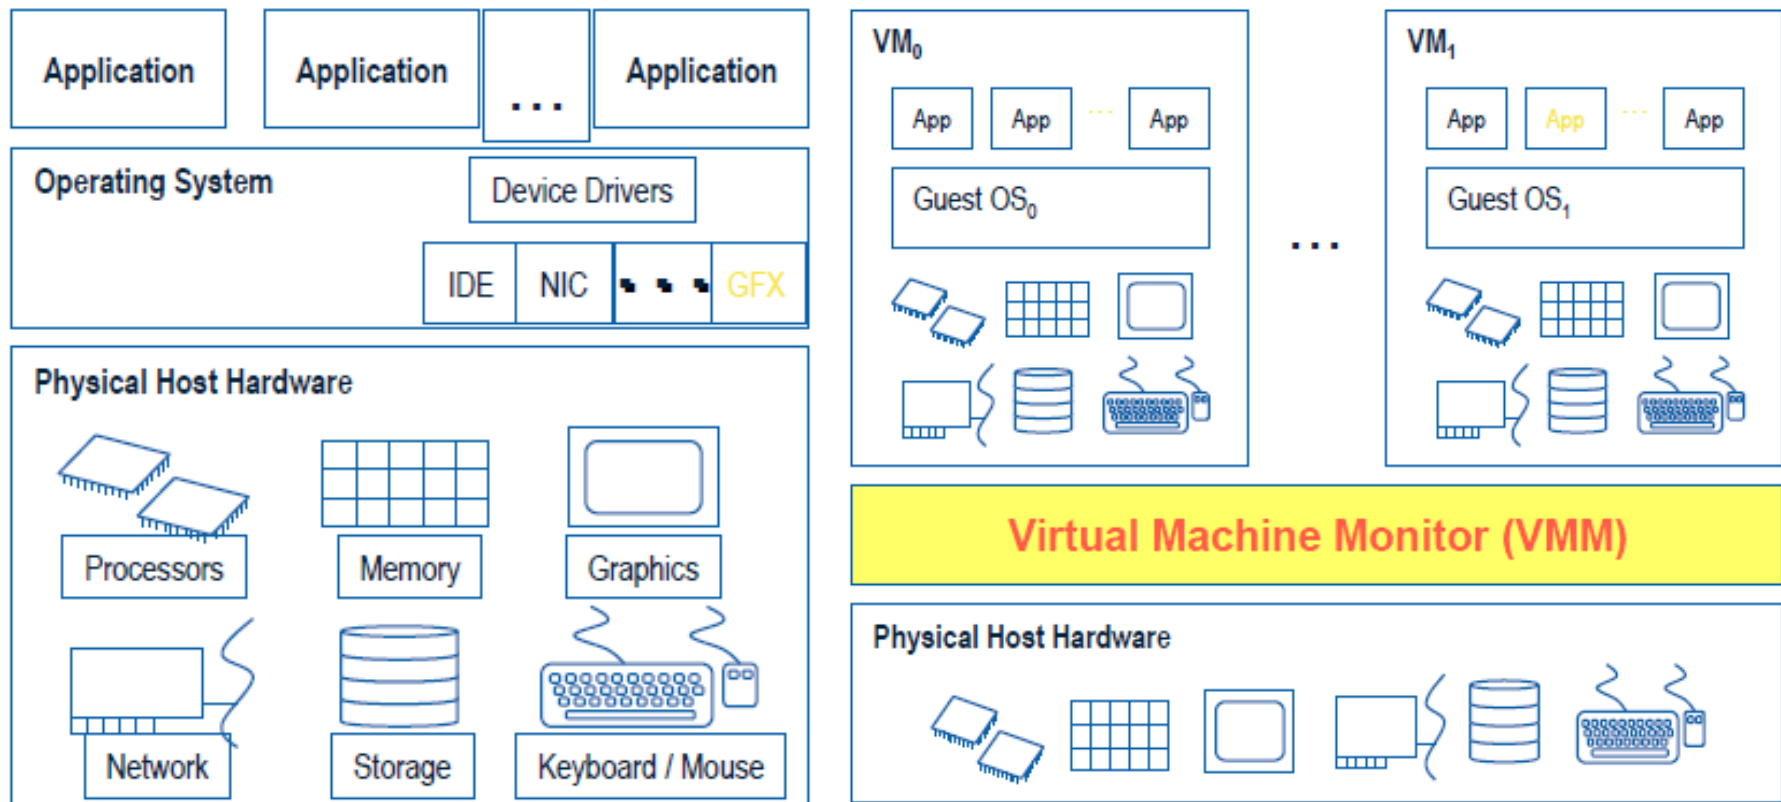 Application
Application
...
Application
Operating System
Device Drivers
IDE
NIC
...
GFX
Physical Host Hardware
Processors
Memory
Graphics
Network
Storage
Keyboard / Mouse
VM₀
App
App
---
App
Guest OS₀
...
VM₁
App
App
---
App
Guest OS₁
Virtual Machine Monitor (VMM)
Physical Host Hardware